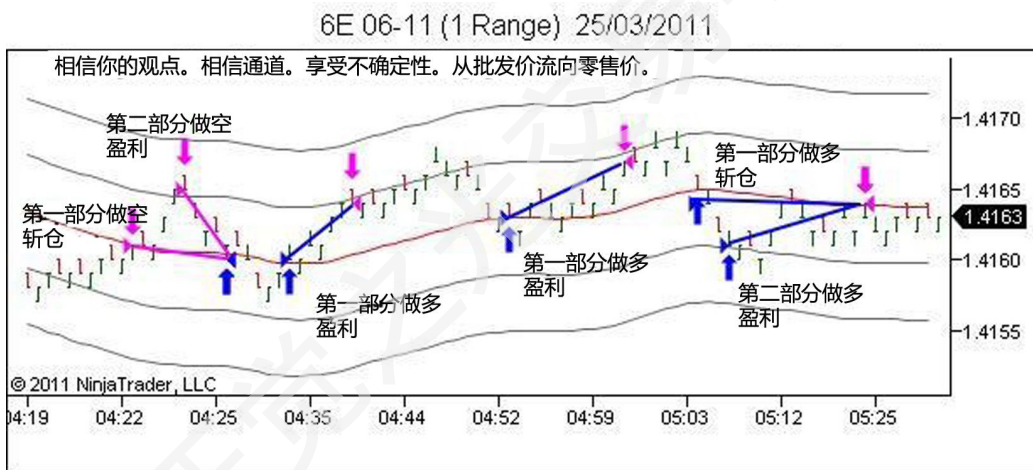 6E 06-11 (1 Range)  25/03/2011
相信你的观点。相信通道。享受不确定性。从批发价流向零售价。
第二部分做空
盈利
第一部分做空
斩仓
第一部分做多
盈利
第一部分做多
盈利
第一部分做多
斩仓
第二部分做多
盈利
1.4170
1.4165
1.4163
1.4160
1.4155
© 2011 NinjaTrader, LLC
04:19
04:22
04:25
04:35
04:44
04:52
04:59
05:03
05:12
05:25